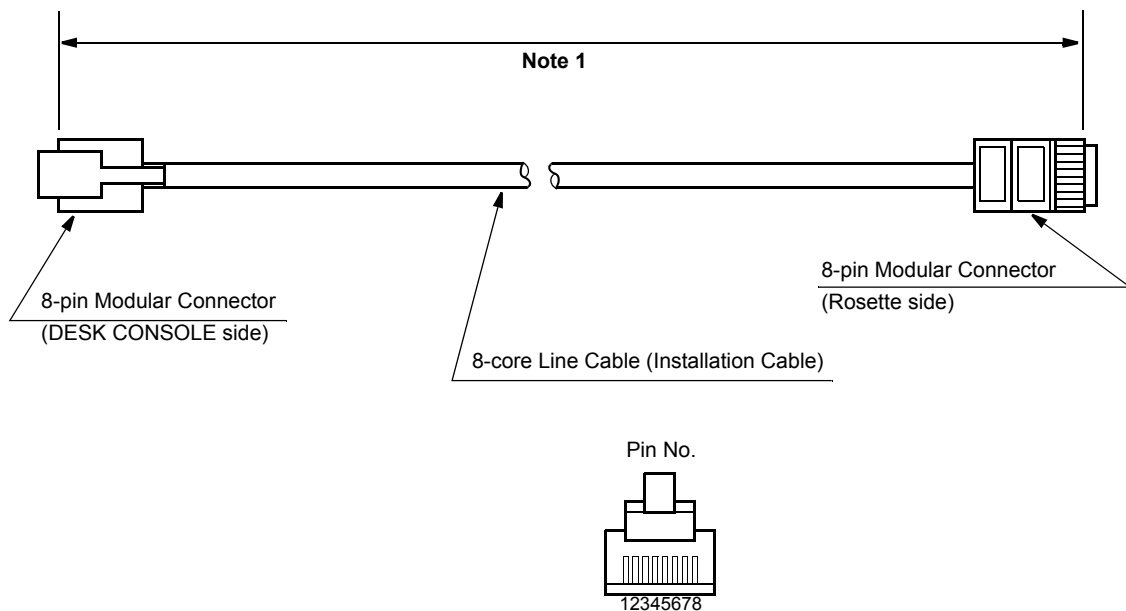 Note 1
8-pin Modular Connector
(Rosette side)
8-pin Modular Connector
(DESK CONSOLE side)
8-core Line Cable (Installation Cable)
Pin No.
12345678